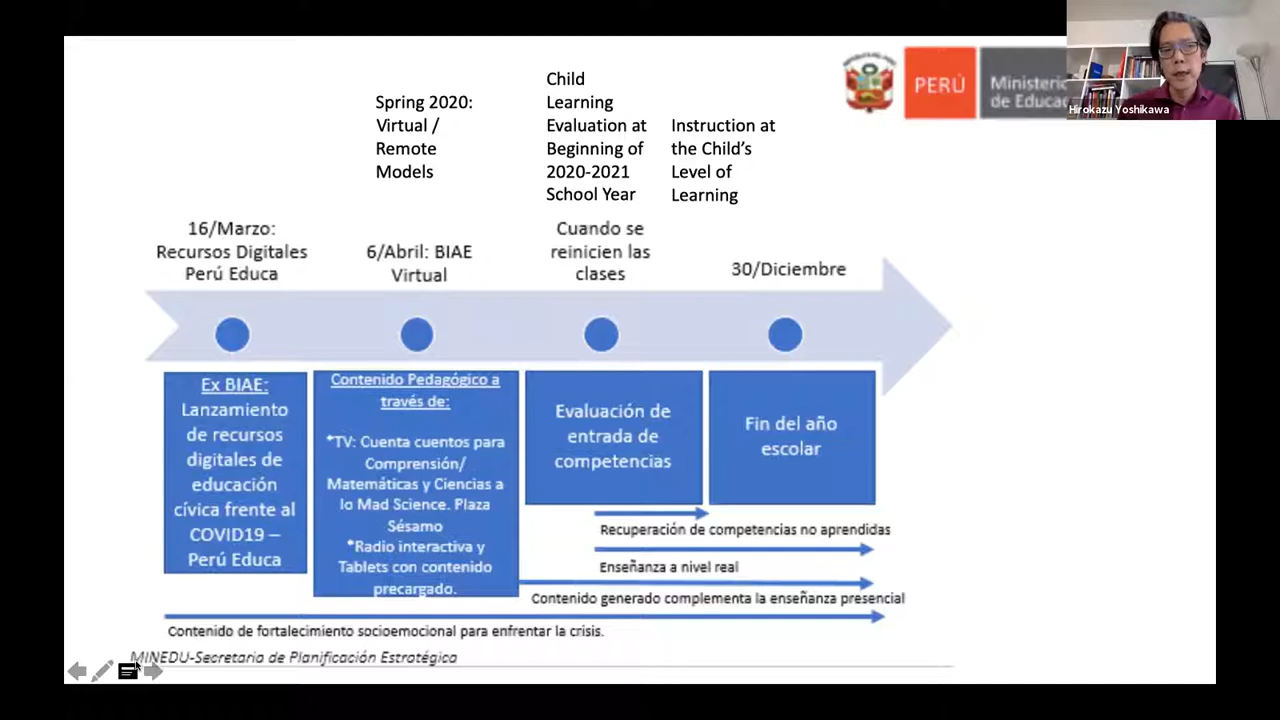 Spring 2020:
Virtual /
Remote
Models
Child
Learning
Evaluation at
Beginning of
2020-2021
School Year
Instruction at
the Child's
Level of
Learning
PERÚ
Ministerio
de Educac
Hirokazu Yoshikawa
16/Marzo:
Recursos Digitales
Perú Educa
6/Abril: BIAE
Virtual
Cuando se
reinicien las
clases
30/Diciembre
Ex BIAE:
Lanzamiento
de recursos
digitales de
educación
cívica frente al
COVID19 –
Perú Educa
Contenido Pedagógico a
través de:
*TV: Cuenta cuentos para
Comprensión/
Matemáticas y Ciencias a
lo Mad Science. Plaza
Sésamo
*Radio interactiva y
Tablets con contenido
precargado.
Evaluación de
entrada de
competencias
Fin del año
escolar
Recuperación de competencias no aprendidas
Enseñanza a nivel real
Contenido generado complementa la enseñanza presencial
Contenido de fortalecimiento socioemocional para enfrentar la crisis.
MINEDU-Secretaria de Planificación Estratégica